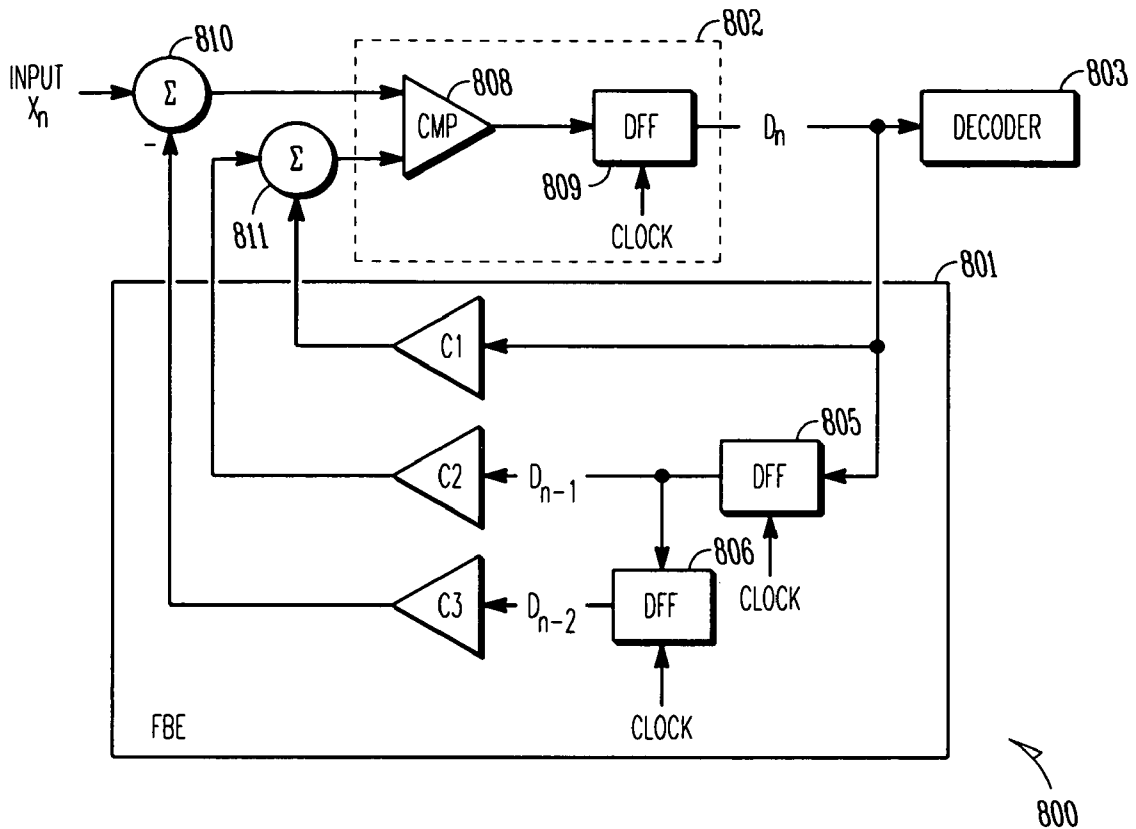 810
802
803
INPUT
Xn
Σ
808
CMP
DFF
Dn
DECODER
-
Σ
809
811
CLOCK
801
C1
805
C2
Dn-1
DFF
806
C3
Dn-2
DFF
CLOCK
FBE
CLOCK
800